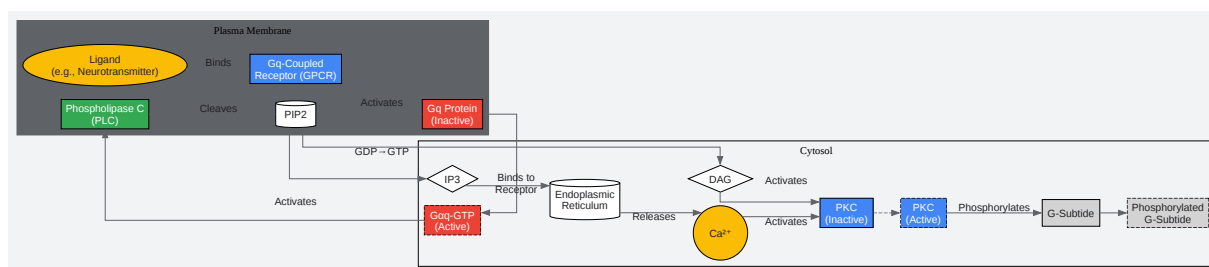 Plasma Membrane
Ligand
(e.g., Neurotransmitter)
Binds
Gq-Coupled
Receptor (GPCR)
Phospholipase C
(PLC)
Cleaves
PIP2
Activates
Gq Protein
(Inactive)
GDP→GTP
Cytosol
IP3
Binds to
Receptor
Endoplasmic
Reticulum
DAG
Activates
Activates
Gαq-GTP
(Active)
Releases
Ca²⁺
Activates
PKC
(Inactive)
PKC
(Active)
Phosphorylates
G-Subtide
Phosphorylated
G-Subtide